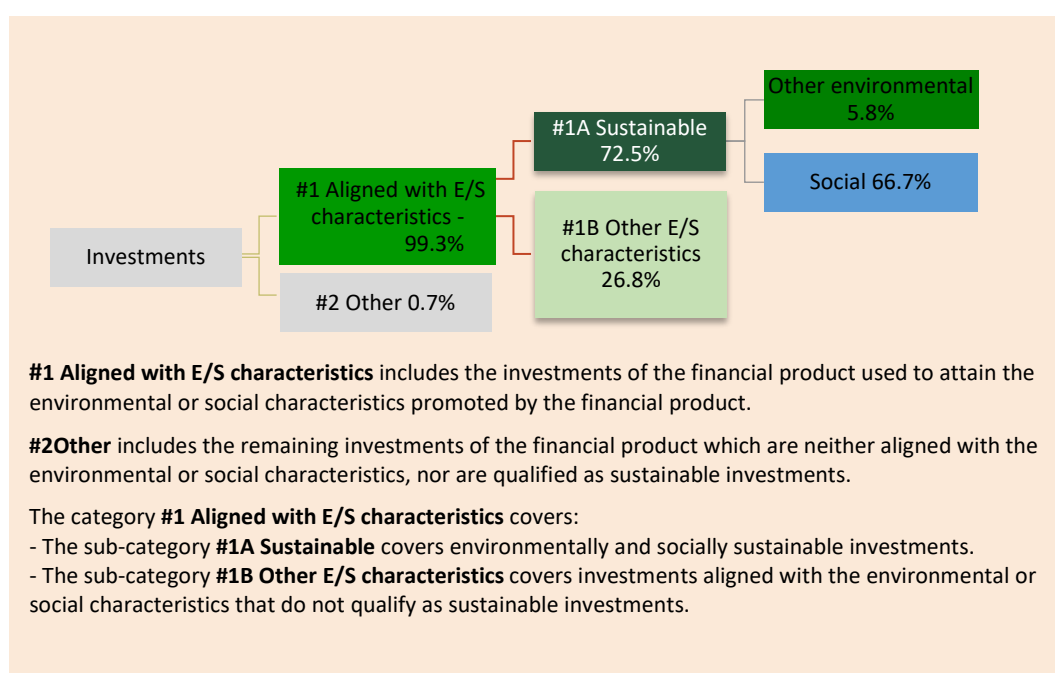 Other environmental
5.8%
#1A Sustainable
72.5%
Social 66.7%
#1 Aligned with E/S
characteristics -
99.3%
#1B Other E/S
characteristics
26.8%
Investments
#2 Other 0.7%
#1 Aligned with E/S characteristics includes the investments of the financial product used to attain the
environmental or social characteristics promoted by the financial product.
#2Other includes the remaining investments of the financial product which are neither aligned with the
environmental or social characteristics, nor are qualified as sustainable investments.
The category #1 Aligned with E/S characteristics covers:
- The sub-category #1A Sustainable covers environmentally and socially sustainable investments.
- The sub-category #1B Other E/S characteristics covers investments aligned with the environmental or
social characteristics that do not qualify as sustainable investments.